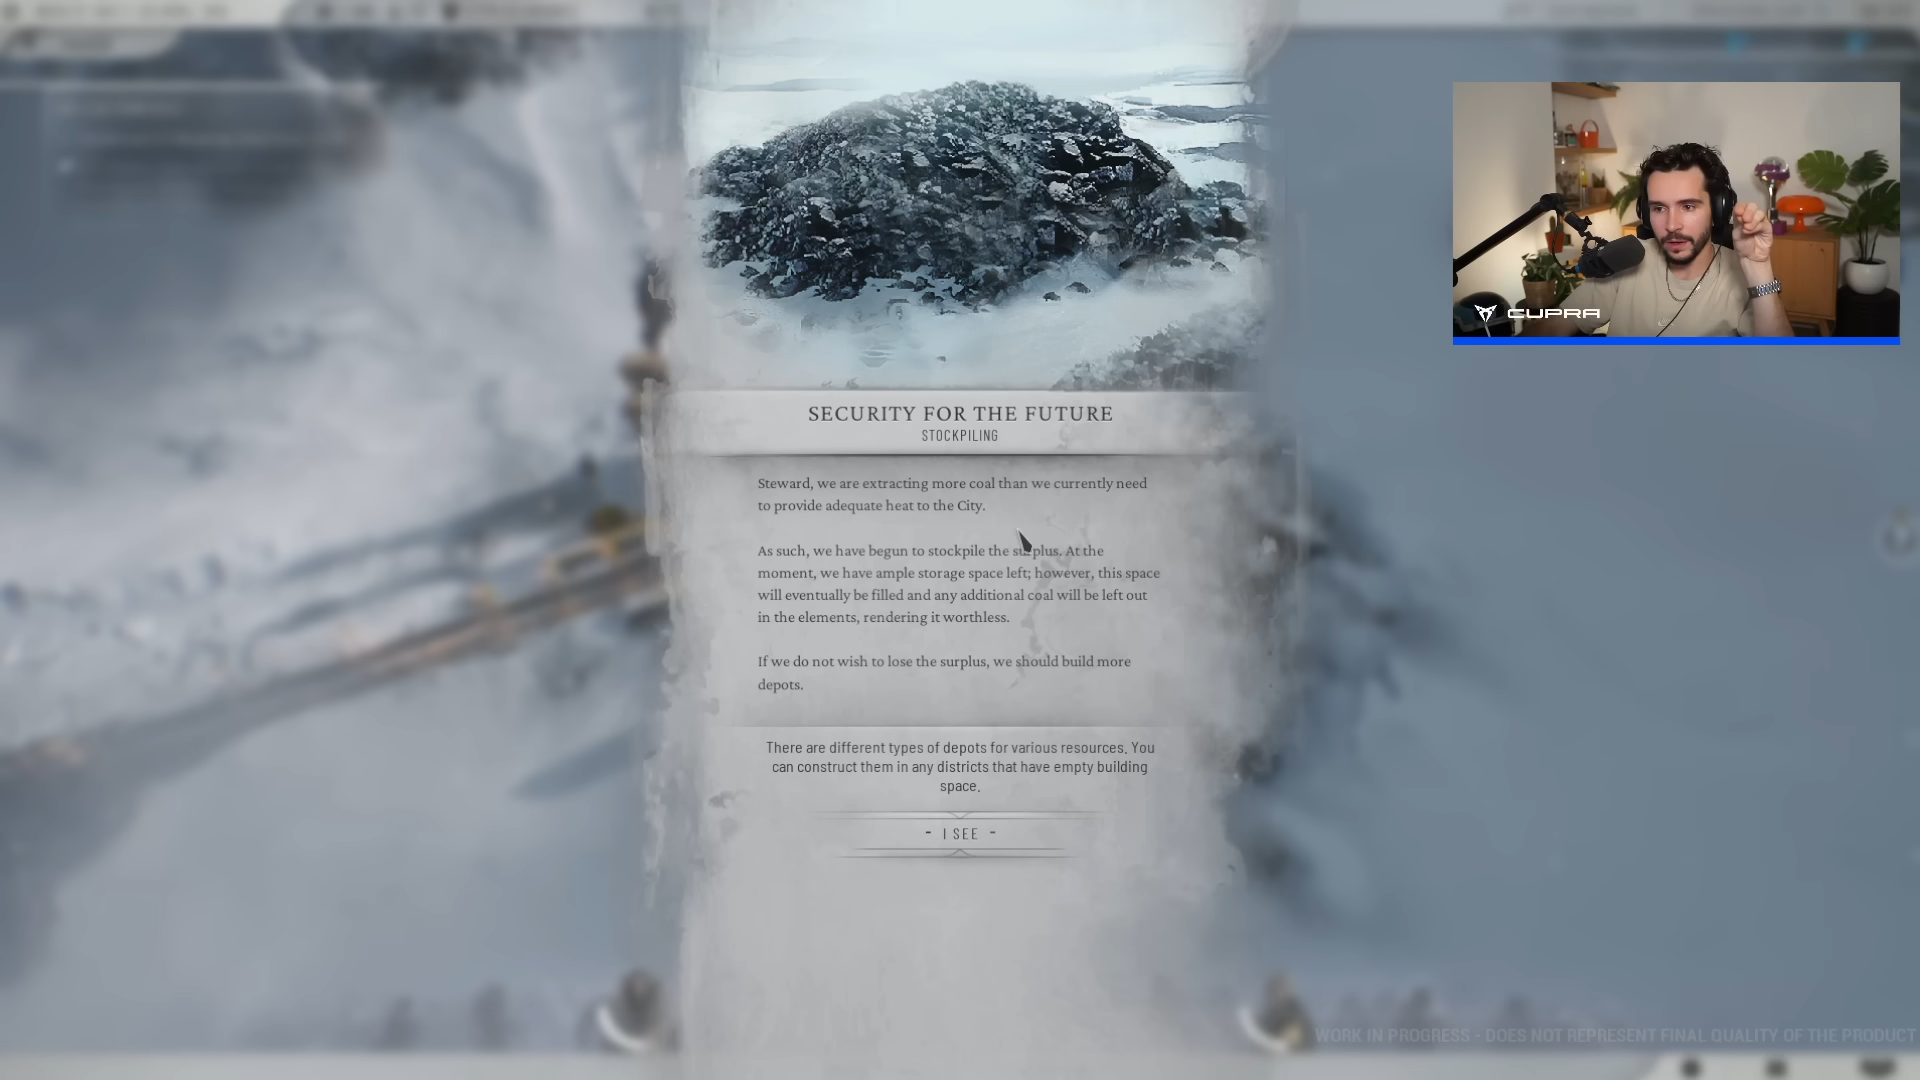 CUPRA
SECURITY FOR THE FUTURE
STOCKPILING
Steward, we are extracting more coal than we currently need
to provide adequate heat to the City.
As such, we have begun to stockpile the surplus. At the
moment, we have ample storage space left; however, this space
will eventually be filled and any additional coal will be left out
in the elements, rendering it worthless.
If we do not wish to lose the surplus, we should build more
depots.
There are different types of depots for various resources. You
can construct them in any districts that have empty building
space.
- I SEE -
WORK IN PROGRESS - DOES NOT REPRESENT FINAL QUALITY OF THE PRODUCT